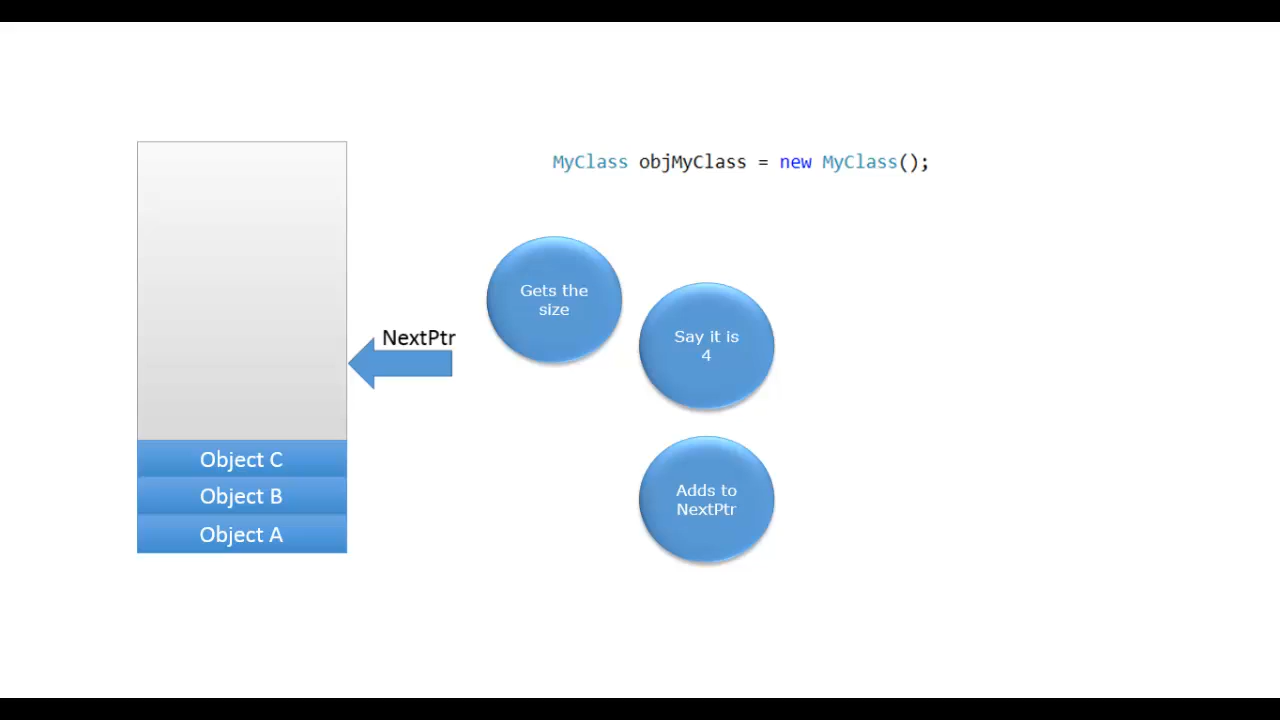 MyClass objMyClass = new MyClass();
Gets the
size
Say it is
4
NextPtr
Adds to
NextPtr
Object C
Object B
Object A